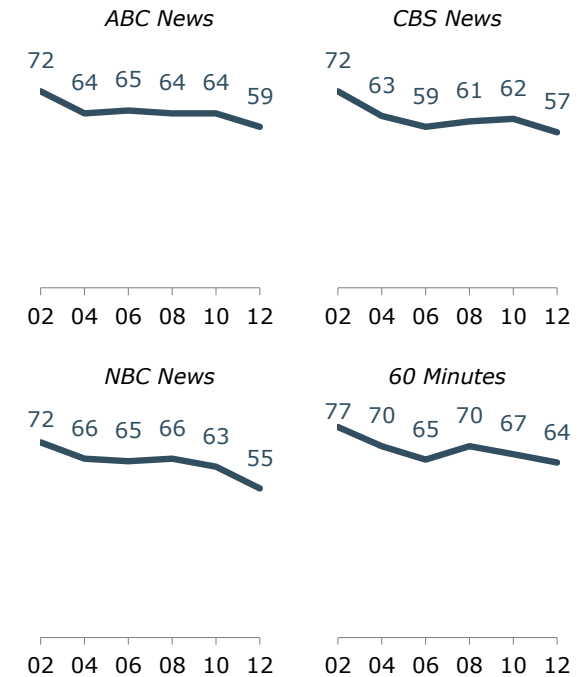 ABC News
72 64 65 64 64 59
02 04 06 08 10 12
CBS News
72 63 59 61 62 57
02 04 06 08 10 12
NBC News
72 66 65 66 63 55
02 04 06 08 10 12
60 Minutes
77 70 65 70 67 64
02 04 06 08 10 12